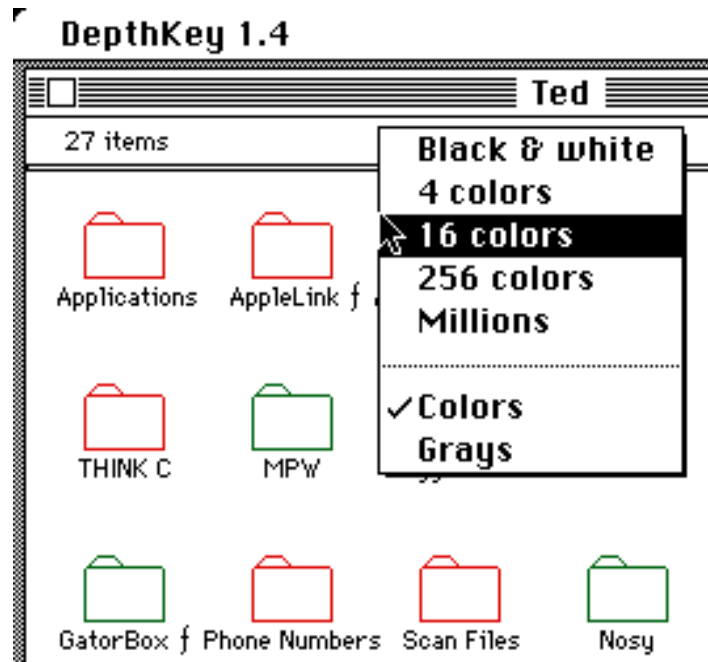 DepthKey 1.4
Ted
27 items
Black & white
4 colors
16 colors
256 colors
Millions
✓Colors
Grays
Applications
AppleLink ƒ
THINK C
MPW
GatorBox ƒ
Phone Numbers
Scan Files
Nosy